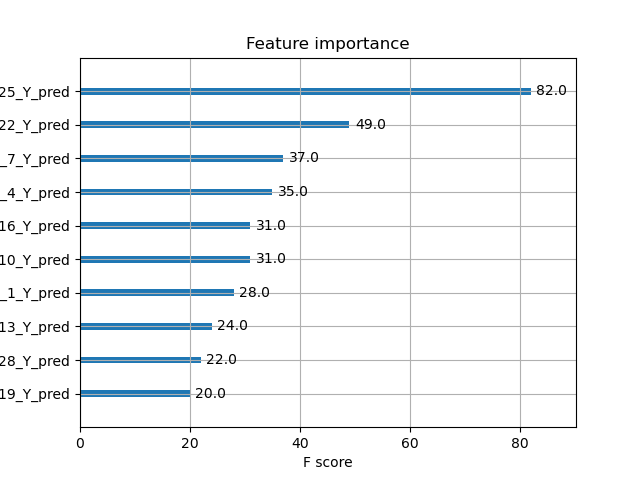 Feature importance
25_Y_pred 82.0
22_Y_pred 49.0
_7_Y_pred 37.0
_4_Y_pred 35.0
16_Y_pred 31.0
10_Y_pred 31.0
_1_Y_pred 28.0
13_Y_pred 24.0
28_Y_pred 22.0
19_Y_pred 20.0
0 20 40 60 80
F score